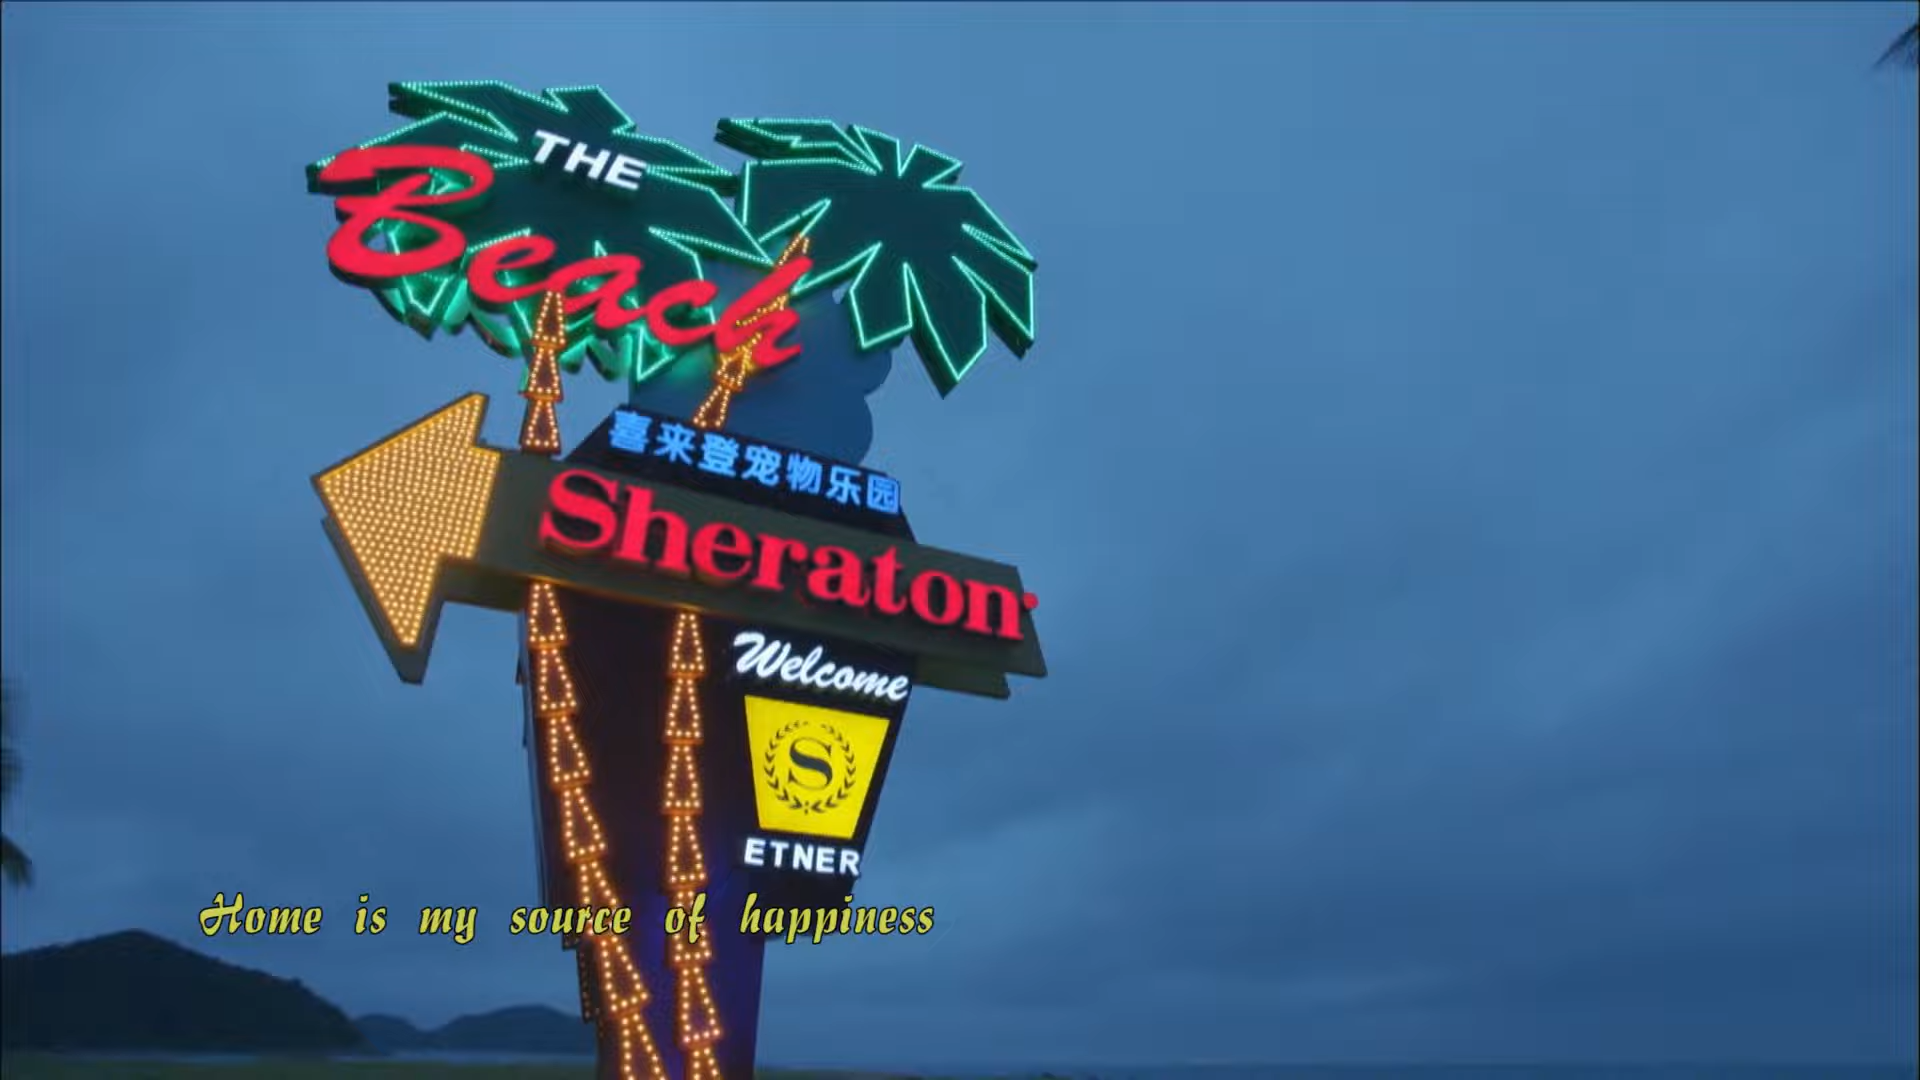 THE
Beach
喜来登宠物乐园
Sheraton
Welcome
S
ETNER
Home is my source of happiness